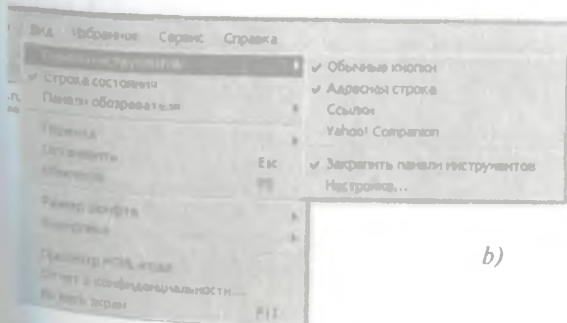 Вид Избранное Сервис Справка
Панели инструментов
✓ Строка состояния
Панели обозревателя
Переход
Остановить Esc
Обновить F5
Размер шрифта
Кодировка
Просмотр HTML-кода
Отчет о конфиденциальности...
Во весь экран F11
✓ Обычные кнопки
✓ Адресная строка
Ссылки
Yahoo! Companion
✓ Закрепить панели инструментов
Настройка...
b)